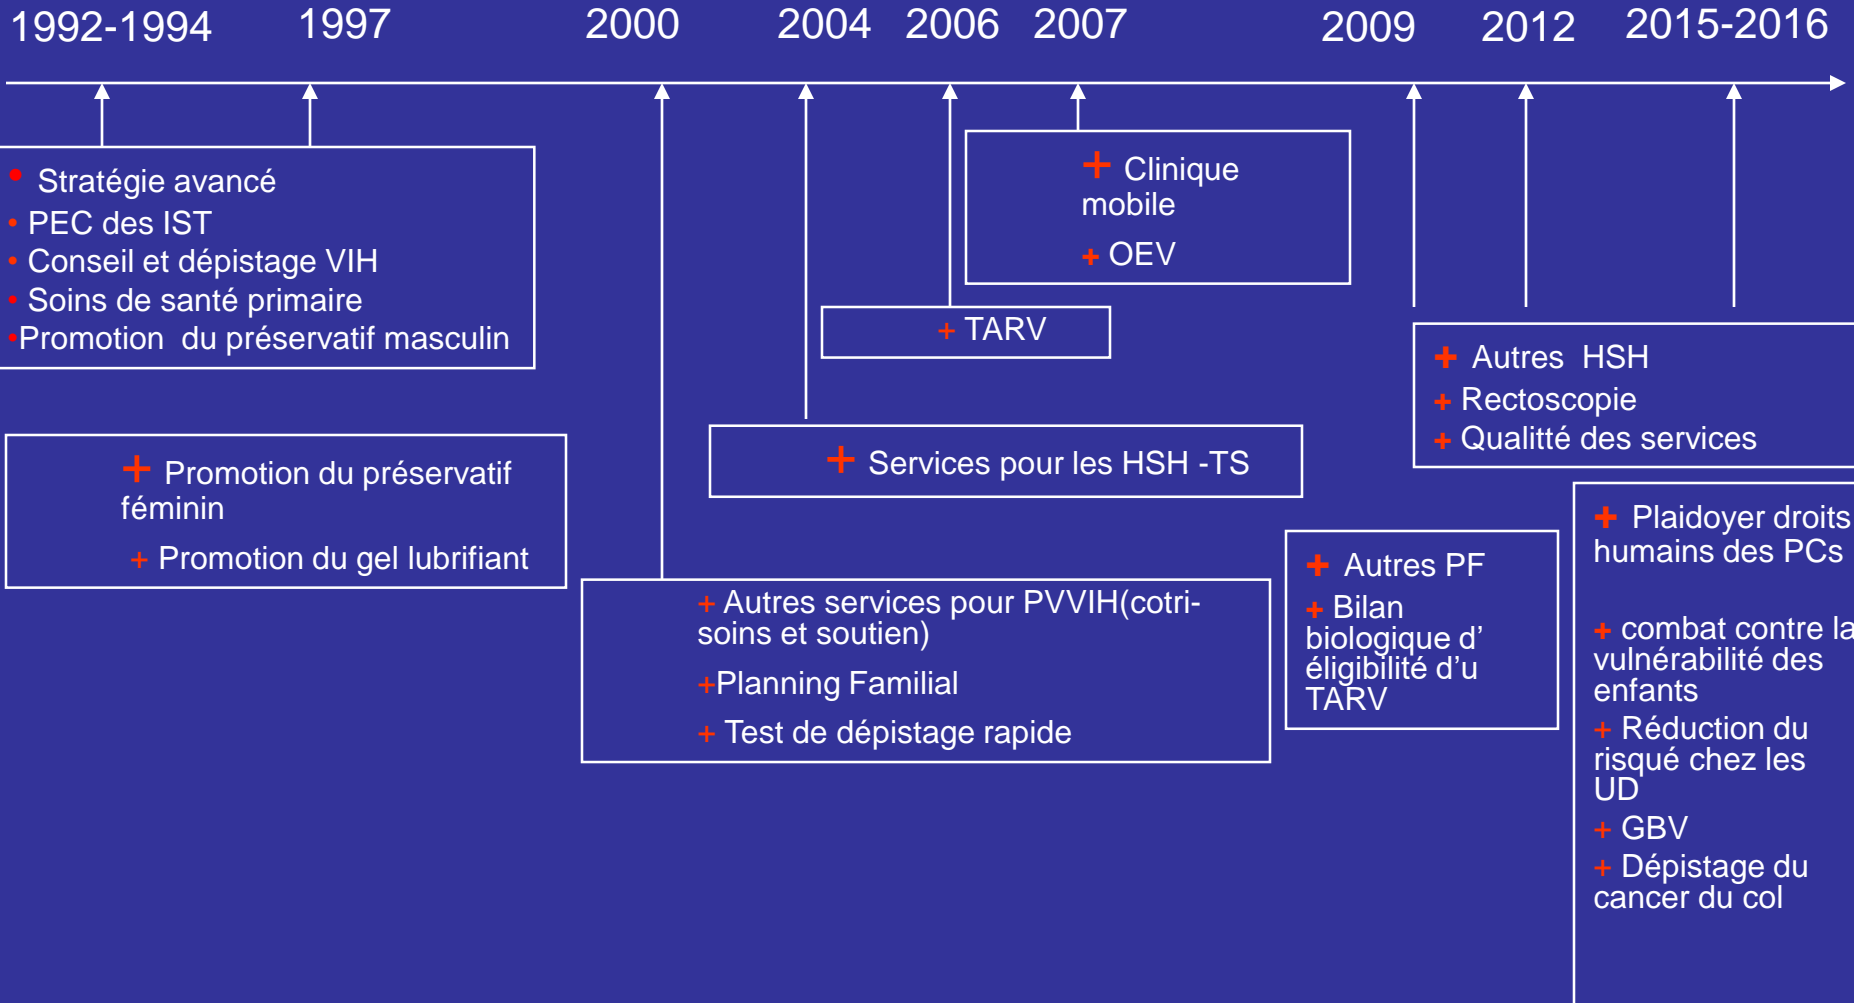 1992-1994
1997
2000
2004
2006
2007
2009
2012
2015-2016
• Stratégie avancé
• PEC des IST
• Conseil et dépistage VIH
• Soins de santé primaire
•Promotion du préservatif masculin
+ Promotion du préservatif
féminin
+ Promotion du gel lubrifiant
+ Autres services pour PVVIH(cotri-
soins et soutien)
+Planning Familial
+ Test de dépistage rapide
+ Services pour les HSH -TS
+ TARV
+ Clinique
mobile
+ OEV
+ Autres PF
+ Bilan
biologique d’
éligibilité d’u
TARV
+ Autres HSH
+ Rectoscopie
+ Qualitté des services
+ Plaidoyer droits
humains des PCs
+ combat contre la
vulnérabilité des
enfants
+ Réduction du
risqué chez les
UD
+ GBV
+ Dépistage du
cancer du col